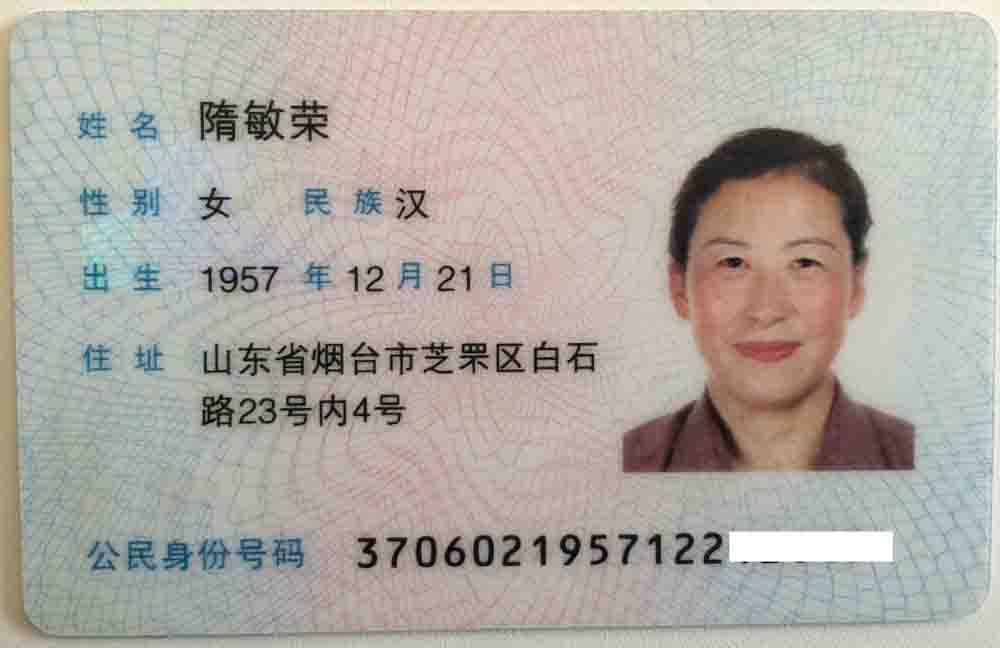 姓名 隋敏荣
性别 女 民族 汉
出生 1957 年 12 月 21 日
住址 山东省烟台市芝罘区白石
路23号内4号
公民身份号码 3706021957122